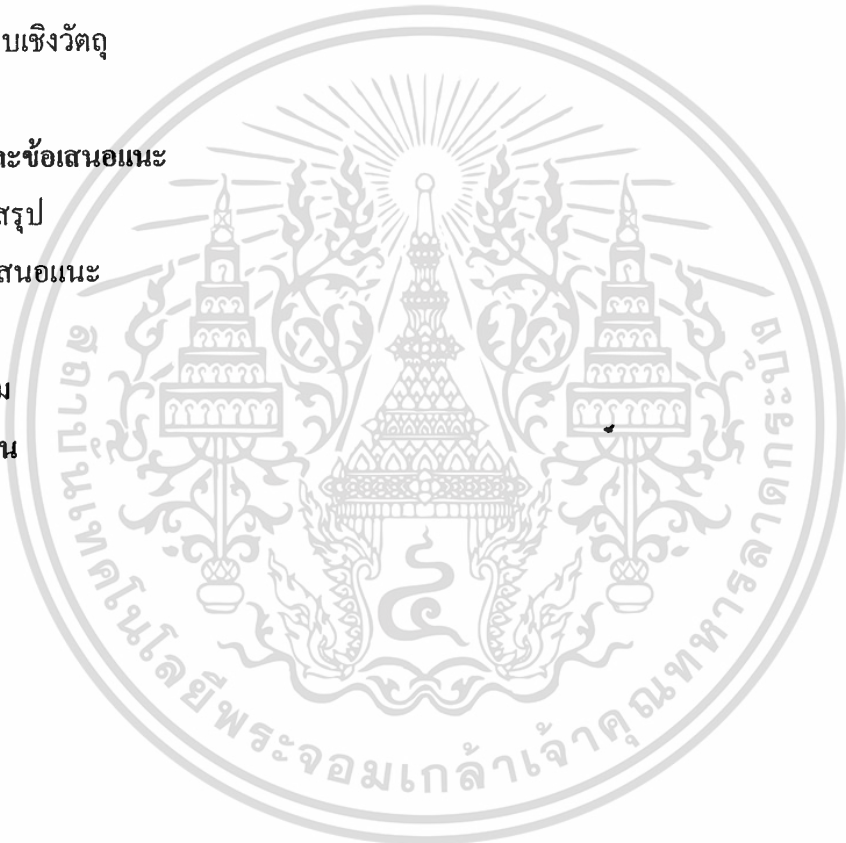 บเชิงวัตถุ
าะข้อเสนอแนะ
สรุป
สนอแนะ
ม
น
สถาบันเทคโนโลยีพระจอมเกล้าเจ้าคุณทหารลาดกระบัง